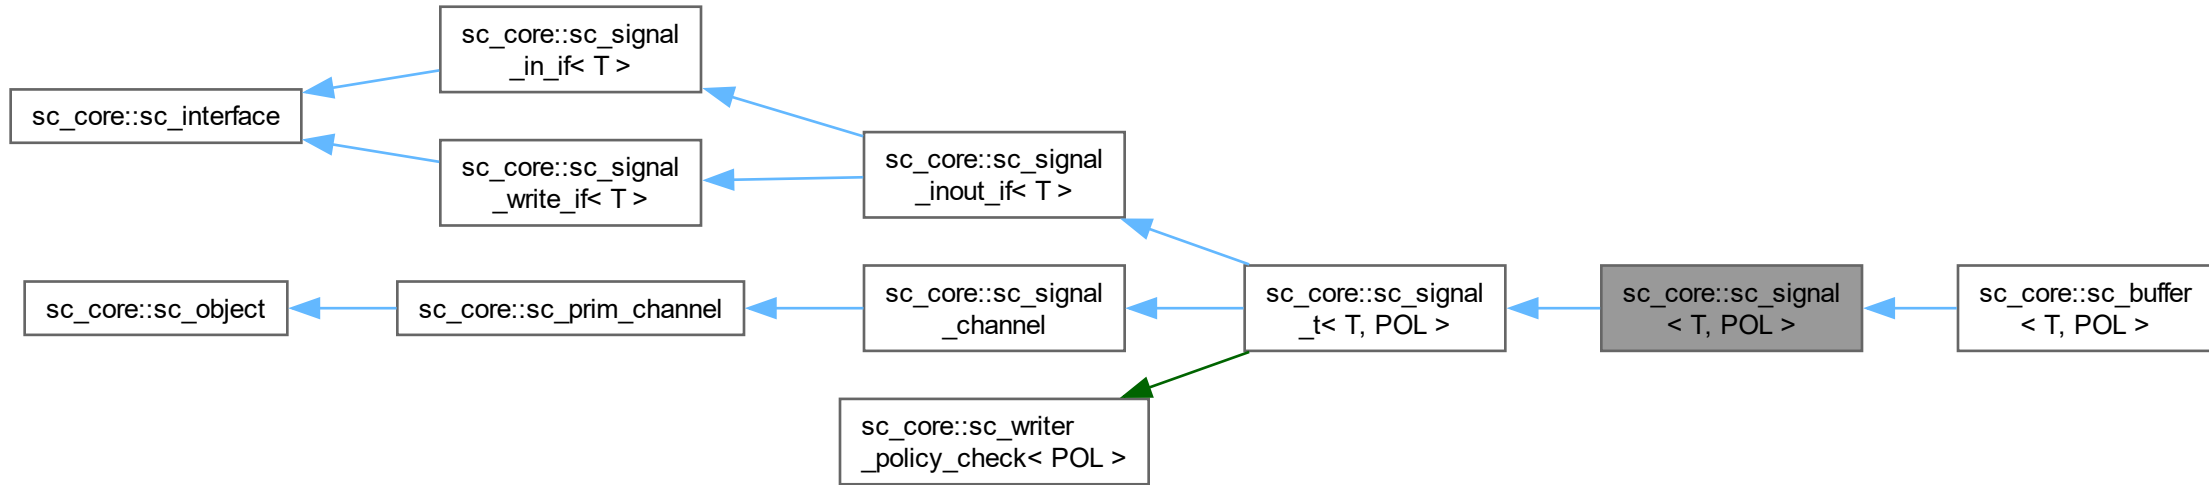 sc_core::sc_signal
_in_if< T >
sc_core::sc_interface
sc_core::sc_signal
_write_if< T >
sc_core::sc_signal
_inout_if< T >
sc_core::sc_object
sc_core::sc_prim_channel
sc_core::sc_signal
_channel
sc_core::sc_signal
_t< T, POL >
sc_core::sc_signal
< T, POL >
sc_core::sc_buffer
< T, POL >
sc_core::sc_writer
_policy_check< POL >